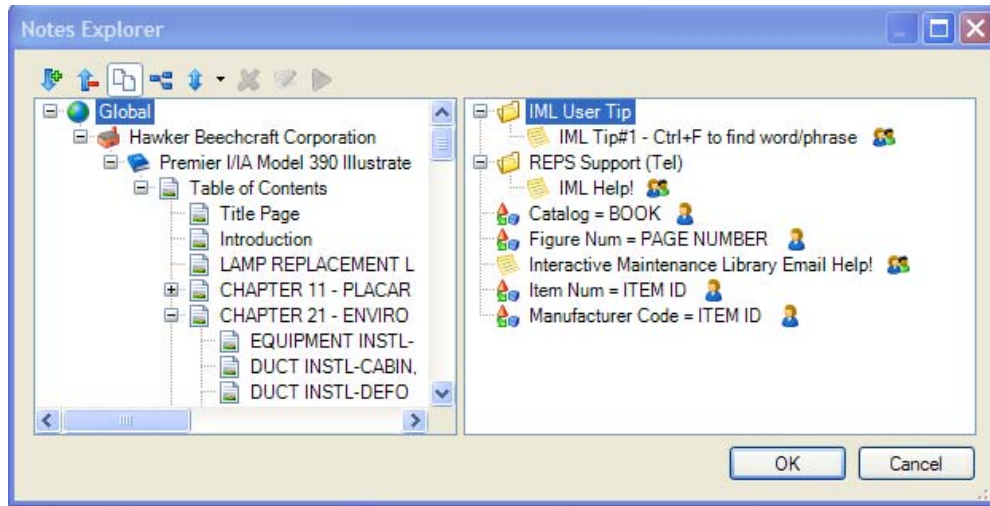 Notes Explorer
Global
Hawker Beechcraft Corporation
Premier I/IA Model 390 Illustrate
Table of Contents
Title Page
Introduction
LAMP REPLACEMENT L
CHAPTER 11 - PLACAR
CHAPTER 21 - ENVIRO
EQUIPMENT INSTL-
DUCT INSTL-CABIN,
DUCT INSTL-DEFO
IML User Tip
IML Tip#1 - Ctrl+F to find word/phrase
REPS Support (Tel)
IML Help!
Catalog = BOOK
Figure Num = PAGE NUMBER
Interactive Maintenance Library Email Help!
Item Num = ITEM ID
Manufacturer Code = ITEM ID
OK
Cancel